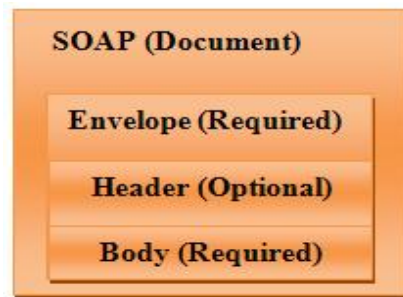 SOAP (Document)
Envelope (Required)
Header (Optional)
Body (Required)